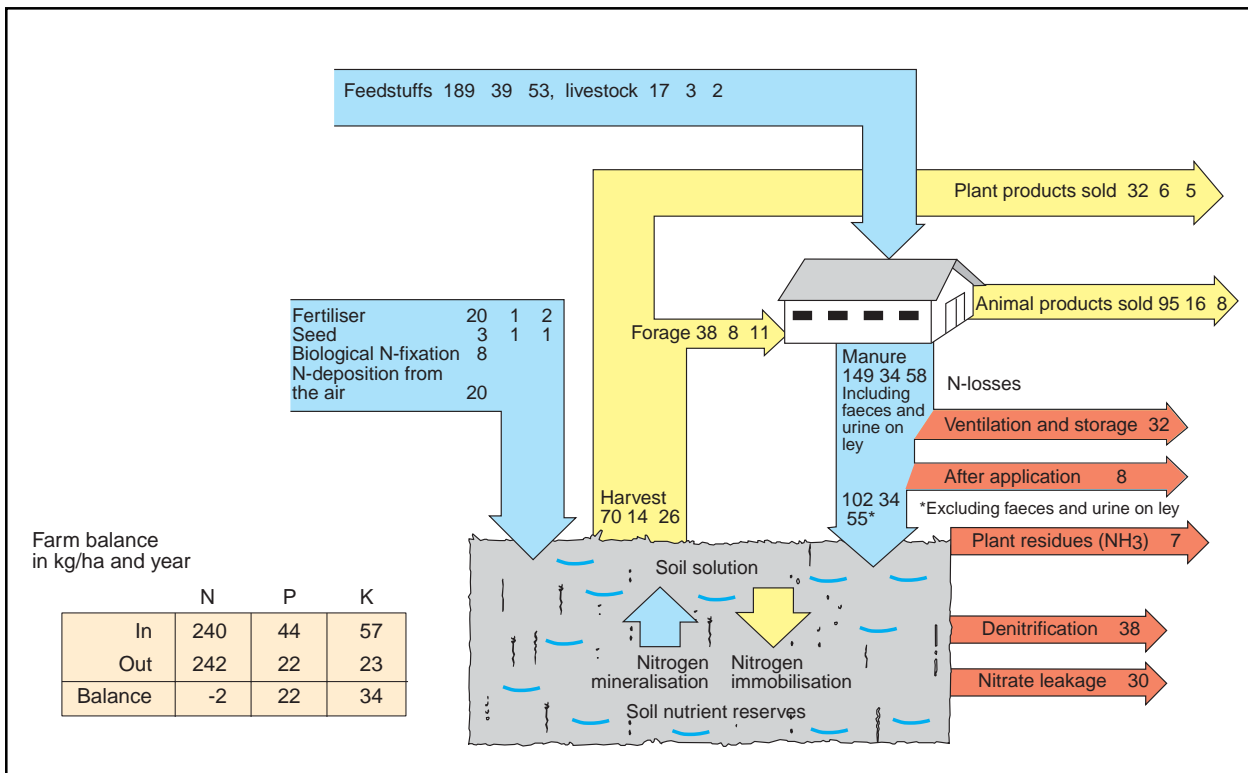 Feedstuffs 189 39 53, livestock 17 3 2
Plant products sold 32 6 5
Fertiliser 20 1 2
Seed 3 1 1
Biological N-fixation 8
N-deposition from
the air 20
Forage 38 8 11
Animal products sold 95 16 8
Manure
149 34 58
Including
faeces and
urine on
ley
N-losses
Ventilation and storage 32
After application 8
102 34
55*
*Excluding faeces and urine on ley
Harvest
70 14 26
Plant residues (NH3) 7
Soil solution
Denitrification 38
Nitrogen
mineralisation
Nitrogen
immobilisation
Nitrate leakage 30
Soil nutrient reserves
Farm balance
in kg/ha and year
N P K
In 240 44 57
Out 242 22 23
Balance -2 22 34